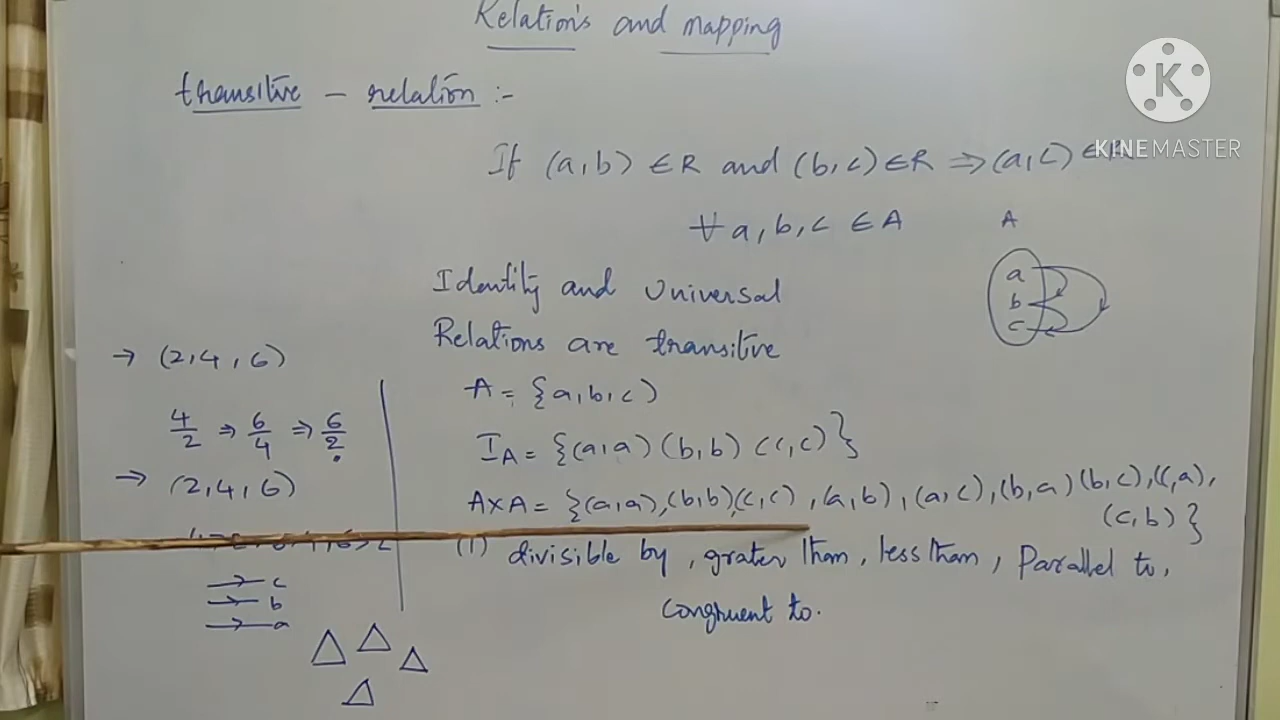 Relations and mapping
transitive - relation :-
If (a,b) ∈ R and (b,c) ∈ R ⇒ (a,c) ∈ R
∀ a, b, c ∈ A
A
a
b
c
Identity and Universal
Relations are transitive
A = {a,b,c)
I_A = {(a,a) (b,b) (c,c)}
A×A = {(a,a),(b,b)(c,c), (a,b), (a,c), (b,a) (b,c), (c,a),
(c,b)}
(1) divisible by, grater than, less than, Parallel to,
Congruent to.
→ (2,4,6)
4/2 ⇒ 6/4 ⇒ 6/2
→ (2,4,6)
c
b
a
K
KINEMASTER